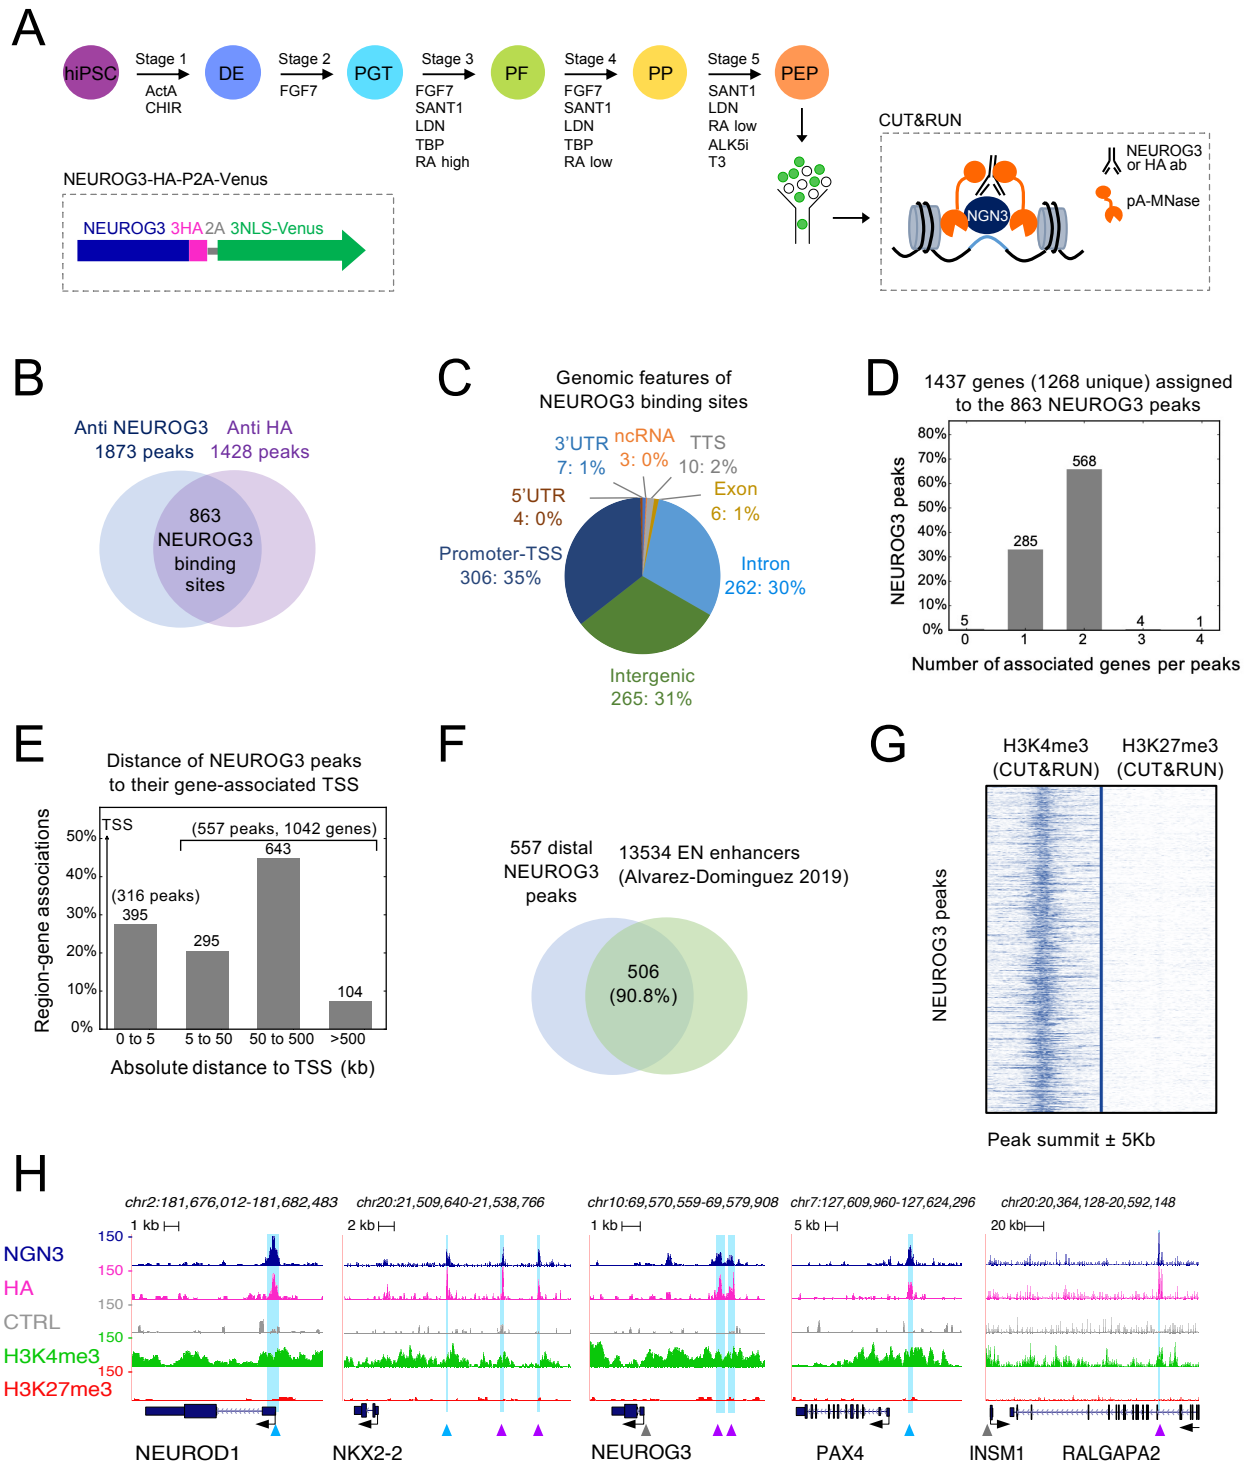 A
hiPSC
Stage 1
ActA
CHIR
DE
Stage 2
FGF7
PGT
Stage 3
FGF7
SANT1
LDN
TBP
RA high
PF
Stage 4
FGF7
SANT1
LDN
TBP
RA low
PP
Stage 5
SANT1
LDN
RA low
ALK5i
T3
PEP
CUT&RUN
NGN3
NEUROG3
or HA ab
pA-MNase
NEUROG3-HA-P2A-Venus
NEUROG3 3HA 2A 3NLS-Venus
B
Anti NEUROG3
1873 peaks
Anti HA
1428 peaks
863
NEUROG3
binding
sites
C
Genomic features of
NEUROG3 binding sites
3'UTR
7: 1%
ncRNA
3: 0%
TTS
10: 2%
5'UTR
4: 0%
Exon
6: 1%
Promoter-TSS
306: 35%
Intron
262: 30%
Intergenic
265: 31%
D
1437 genes (1268 unique) assigned
to the 863 NEUROG3 peaks
NEUROG3 peaks
80%
70%
60%
50%
40%
30%
20%
10%
0%
5
285
568
4
1
0
1
2
3
4
Number of associated genes per peaks
E
Distance of NEUROG3 peaks
to their gene-associated TSS
Region-gene associations
50%
40%
30%
20%
10%
0%
TSS
(557 peaks, 1042 genes)
(316 peaks)
395
295
643
104
0 to 5
5 to 50
50 to 500
>500
Absolute distance to TSS (kb)
F
557 distal
NEUROG3
peaks
13534 EN enhancers
(Alvarez-Dominguez 2019)
506
(90.8%)
G
H3K4me3
(CUT&RUN)
H3K27me3
(CUT&RUN)
NEUROG3 peaks
Peak summit ± 5Kb
H
chr2:181,676,012-181,682,483
chr20:21,509,640-21,538,766
chr10:69,570,559-69,579,908
chr7:127,609,960-127,624,296
chr20:20,364,128-20,592,148
1 kb
2 kb
1 kb
5 kb
20 kb
150
NGN3
150
HA
150
CTRL
150
H3K4me3
150
H3K27me3
NEUROD1
NKX2-2
NEUROG3
PAX4
INSM1
RALGAPA2